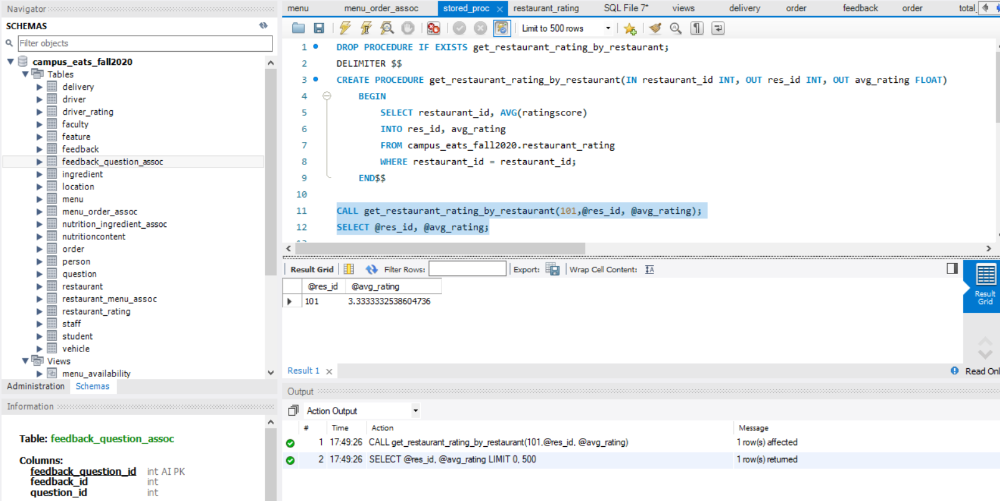 Navigator
SCHEMAS
Filter objects
campus_eats_fall2020
Tables
delivery
driver
driver_rating
faculty
feature
feedback
feedback_question_assoc
ingredient
location
menu
menu_order_assoc
nutrition_ingredient_assoc
nutritioncontent
order
person
question
restaurant
restaurant_menu_assoc
restaurant_rating
staff
student
vehicle
Views
menu_availability
Administration Schemas
Information
Table: feedback_question_assoc
Columns:
feedback_question_id int AI PK
feedback_id int
question_id int
menu menu_order_assoc stored_proc restaurant_rating SQL File 7* views delivery order feedback order total_
Limit to 500 rows
1 DROP PROCEDURE IF EXISTS get_restaurant_rating_by_restaurant;
2 DELIMITER $$
3 CREATE PROCEDURE get_restaurant_rating_by_restaurant(IN restaurant_id INT, OUT res_id INT, OUT avg_rating FLOAT)
4 BEGIN
5 SELECT restaurant_id, AVG(ratingscore)
6 INTO res_id, avg_rating
7 FROM campus_eats_fall2020.restaurant_rating
8 WHERE restaurant_id = restaurant_id;
9 END$$
10
11 CALL get_restaurant_rating_by_restaurant(101,@res_id, @avg_rating);
12 SELECT @res_id, @avg_rating;
Result Grid Filter Rows: Export: Wrap Cell Content:
@res_id @avg_rating
101 3.3333332538604736
Result
Grid
Result 1 Read Onl
Output
Action Output
# Time Action Message
1 17:49:26 CALL get_restaurant_rating_by_restaurant(101,@res_id, @avg_rating) 1 row(s) affected
2 17:49:26 SELECT @res_id, @avg_rating LIMIT 0, 500 1 row(s) returned